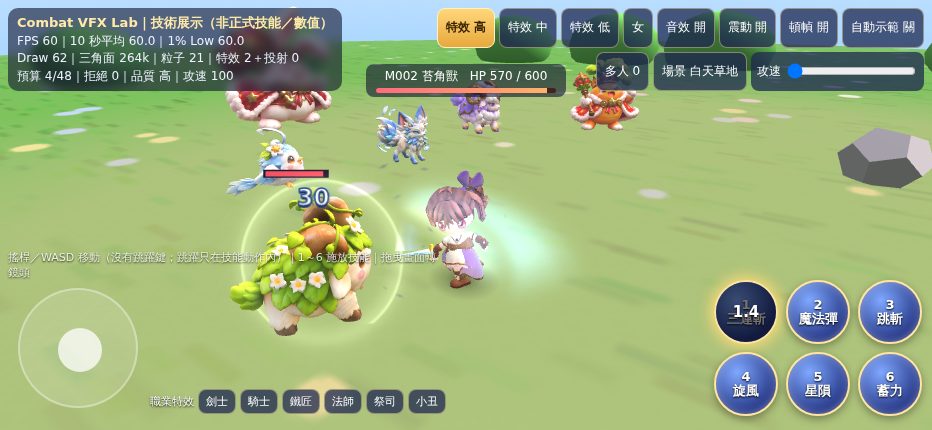 Combat VFX Lab｜技術展示（非正式技能／數值）
FPS 60｜10 秒平均 60.0｜1% Low 60.0
Draw 62｜三角面 264k｜粒子 21｜特效 2＋投射 0
預算 4/48｜拒絕 0｜品質 高｜攻速 100
特效 高
特效 中
特效 低
女
音效 開
震動 開
頓幀 開
自動示範 關
M002 苔角獸 HP 570 / 600
多人 0
場景 白天草地
攻速
30
搖桿／WASD 移動（沒有跳躍鍵；跳躍只在技能動作內）｜1 - 6 施放技能｜拖曳畫面轉
鏡頭
1
1.4
三連斬
2
魔法彈
3
跳斬
4
旋風
5
星隕
6
蓄力
職業特效
劍士
騎士
鐵匠
法師
祭司
小丑